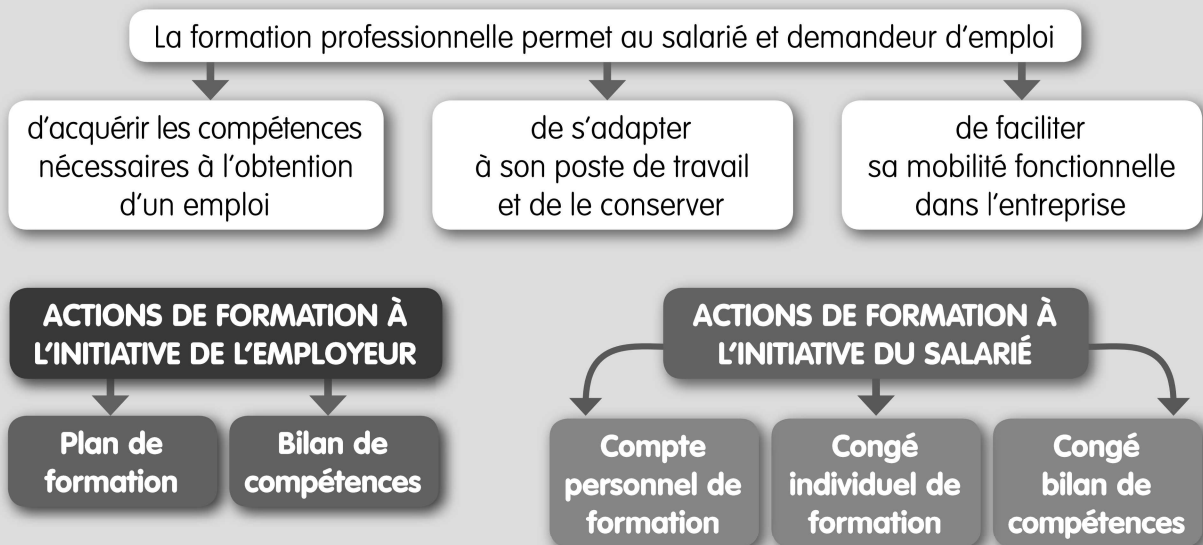 La formation professionnelle permet au salarié et demandeur d'emploi
d'acquérir les compétences
nécessaires à l'obtention
d'un emploi
de s'adapter
à son poste de travail
et de le conserver
de faciliter
sa mobilité fonctionnelle
dans l'entreprise
ACTIONS DE FORMATION À
L'INITIATIVE DE L'EMPLOYEUR
Plan de
formation
Bilan de
compétences
ACTIONS DE FORMATION À
L'INITIATIVE DU SALARIÉ
Compte
personnel de
formation
Congé
individuel de
formation
Congé
bilan de
compétences